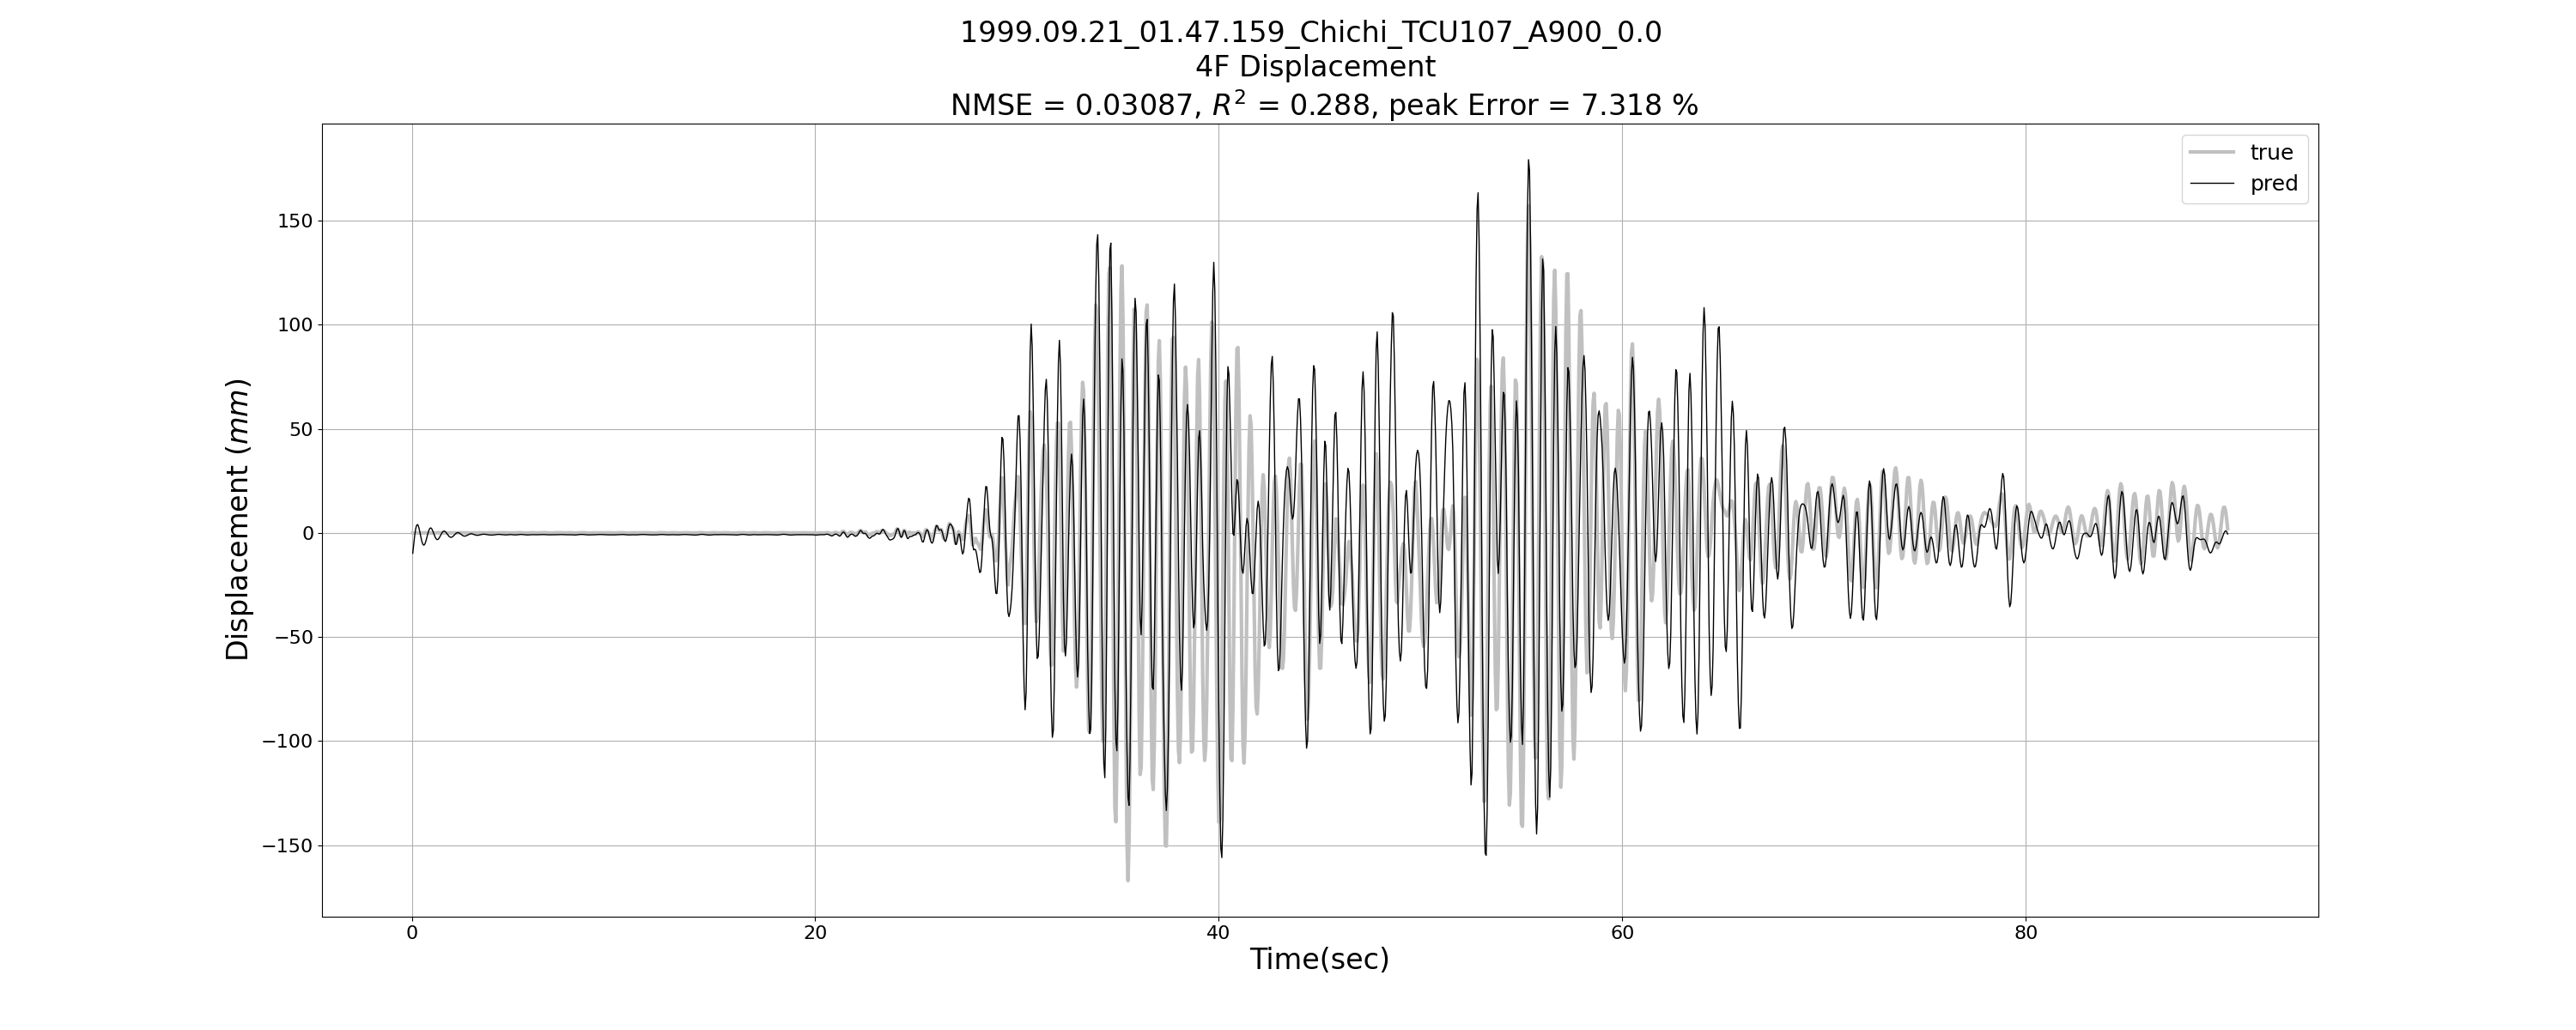 1999.09.21_01.47.159_Chichi_TCU107_A900_0.0
4F Displacement
NMSE = 0.03087, R² = 0.288, peak Error = 7.318 %
true
pred
150
100
50
0
−50
−100
−150
Displacement (mm)
0 20 40 60 80
Time(sec)